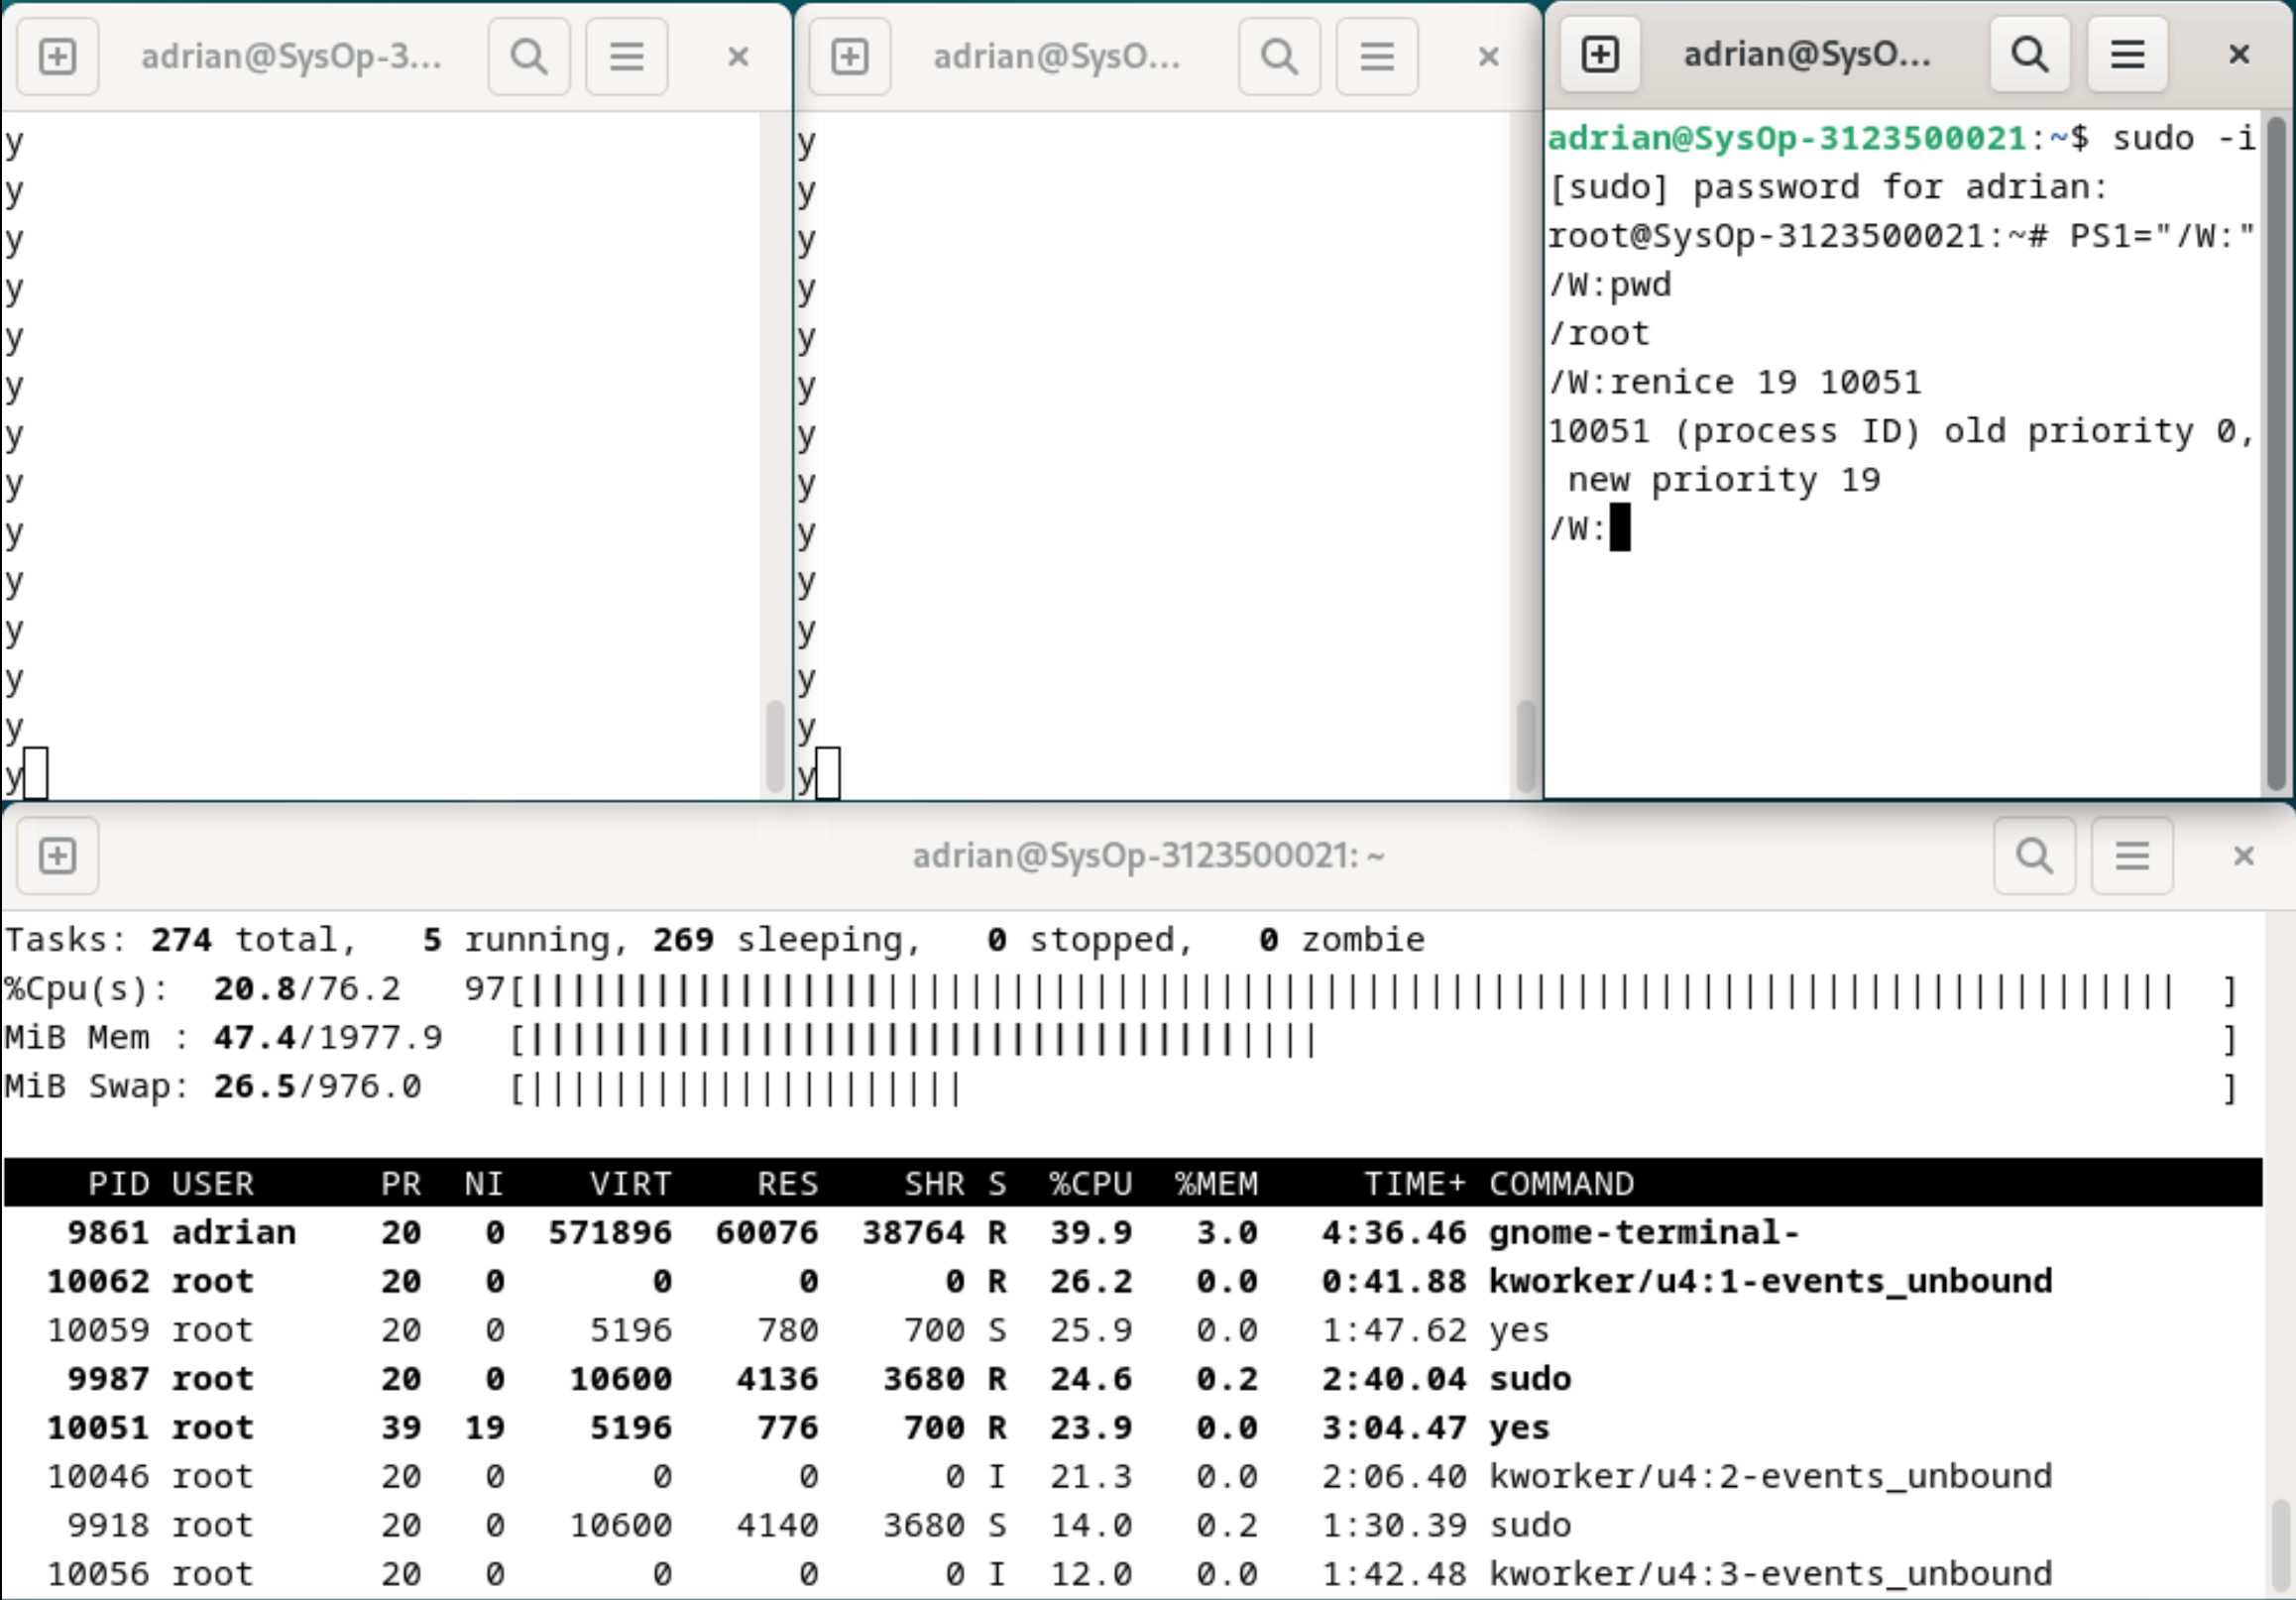 adrian@SysOp-3...
y
y
y
y
y
y
y
y
y
y
y
y
y
y
adrian@SysO...
y
y
y
y
y
y
y
y
y
y
y
y
y
y
adrian@SysO...
adrian@SysOp-3123500021:~$ sudo -i
[sudo] password for adrian:
root@SysOp-3123500021:~# PS1="/W:"
/W:pwd
/root
/W:renice 19 10051
10051 (process ID) old priority 0,
 new priority 19
/W:
adrian@SysOp-3123500021: ~
Tasks: 274 total,   5 running, 269 sleeping,   0 stopped,   0 zombie
%Cpu(s):  20.8/76.2   97[||||||||||||||||||||||||||||||||||||||||||||||||||||||||||||||||||||||||||||||  ]
MiB Mem : 47.4/1977.9   [||||||||||||||||||||||||||||||||||||||                                           ]
MiB Swap: 26.5/976.0    [|||||||||||||||||||||                                                            ]
PID USER      PR  NI    VIRT    RES    SHR S  %CPU  %MEM     TIME+ COMMAND
9861 adrian    20   0  571896  60076  38764 R  39.9   3.0   4:36.46 gnome-terminal-
10062 root      20   0       0      0      0 R  26.2   0.0   0:41.88 kworker/u4:1-events_unbound
10059 root      20   0    5196    780    700 S  25.9   0.0   1:47.62 yes
9987 root      20   0   10600   4136   3680 R  24.6   0.2   2:40.04 sudo
10051 root      39  19    5196    776    700 R  23.9   0.0   3:04.47 yes
10046 root      20   0       0      0      0 I  21.3   0.0   2:06.40 kworker/u4:2-events_unbound
9918 root      20   0   10600   4140   3680 S  14.0   0.2   1:30.39 sudo
10056 root      20   0       0      0      0 I  12.0   0.0   1:42.48 kworker/u4:3-events_unbound